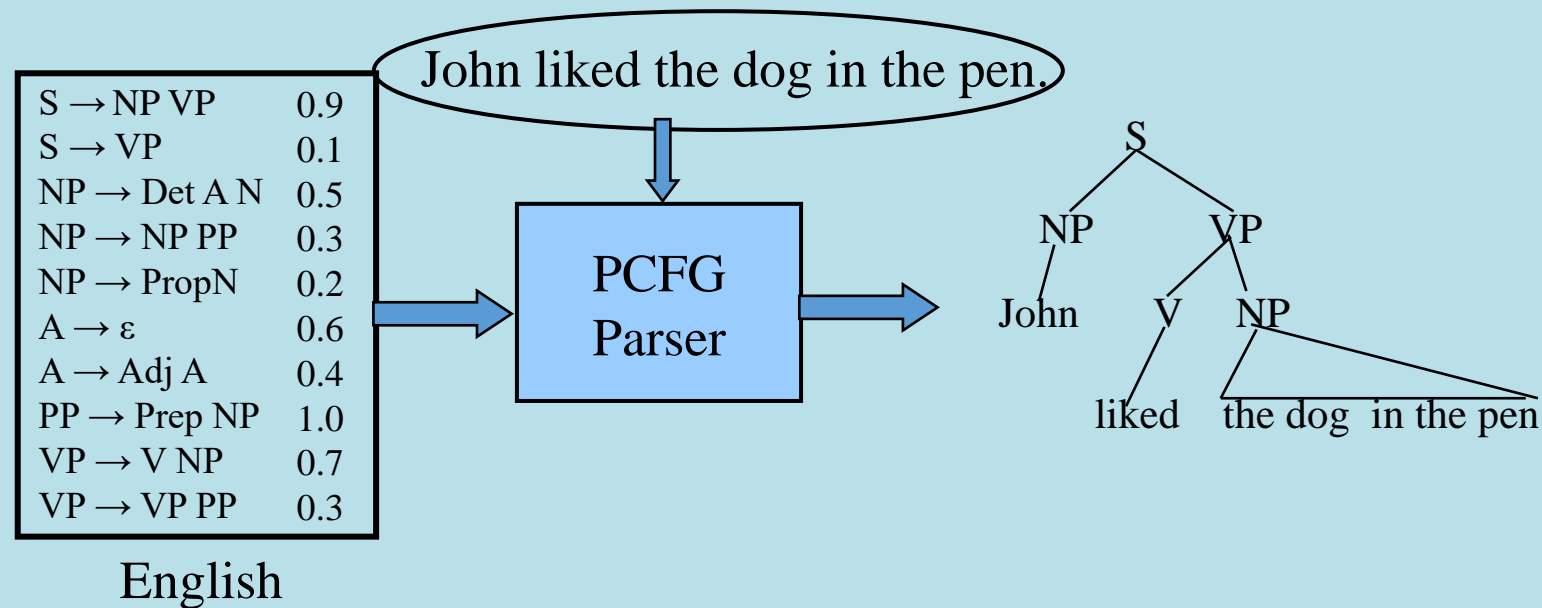 John liked the dog in the pen.
S → NP VP 0.9
S → VP 0.1
NP → Det A N 0.5
NP → NP PP 0.3
NP → PropN 0.2
A → ε 0.6
A → Adj A 0.4
PP → Prep NP 1.0
VP → V NP 0.7
VP → VP PP 0.3
English
PCFG
Parser
S
NP VP
John V NP
liked the dog in the pen